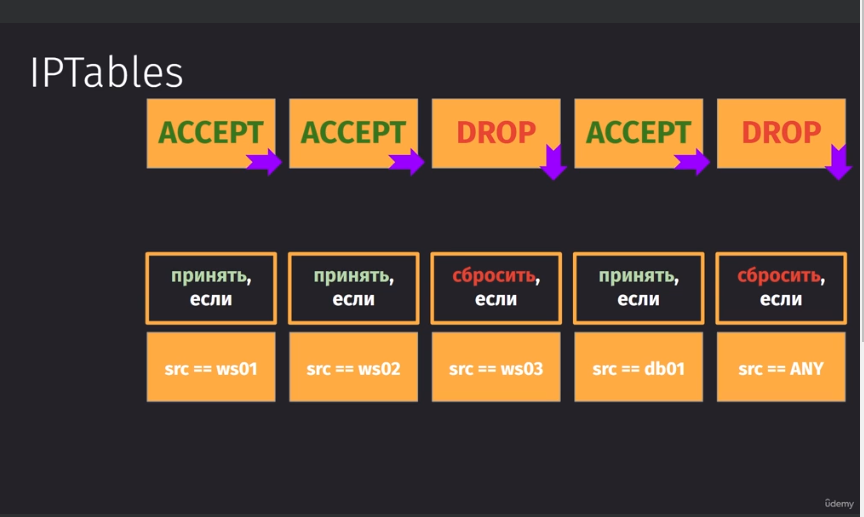 IPTables
ACCEPT ACCEPT DROP ACCEPT DROP
принять, принять, сбросить, принять, сбросить,
если если если если если
src == ws01 src == ws02 src == ws03 src == db01 src == ANY
ûdemy